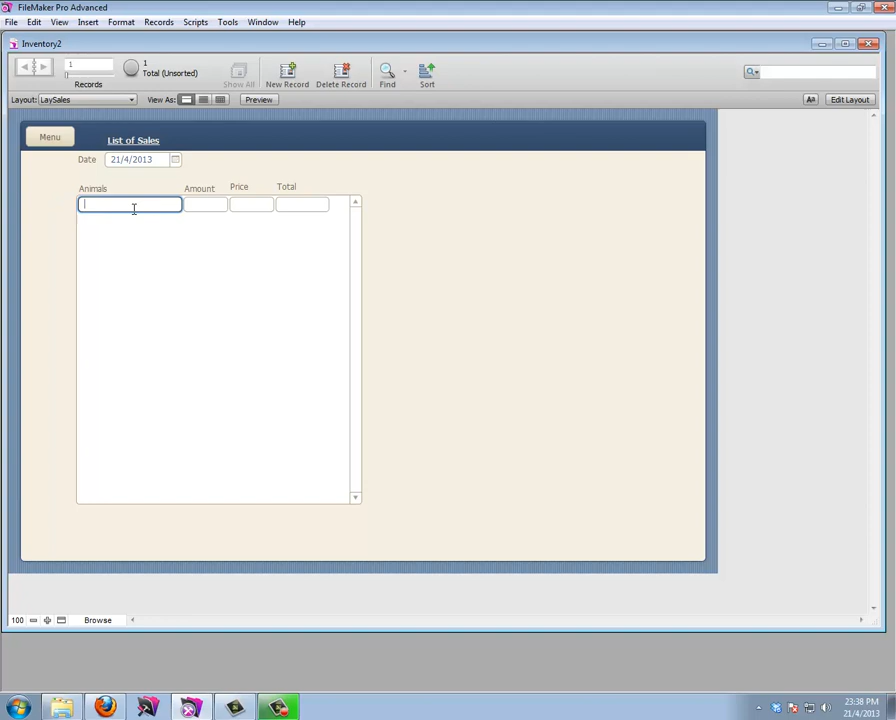 FileMaker Pro Advanced
File Edit View Insert Format Records Scripts Tools Window Help
Inventory2
1
1
Total (Unsorted)
Records
Show All
New Record
Delete Record
Find
Sort
Layout: LaySales
View As:
Preview
Aa
Edit Layout
Menu
List of Sales
Date 21/4/2013
Animals Amount Price Total
100
Browse
23:38 PM
21/4/2013